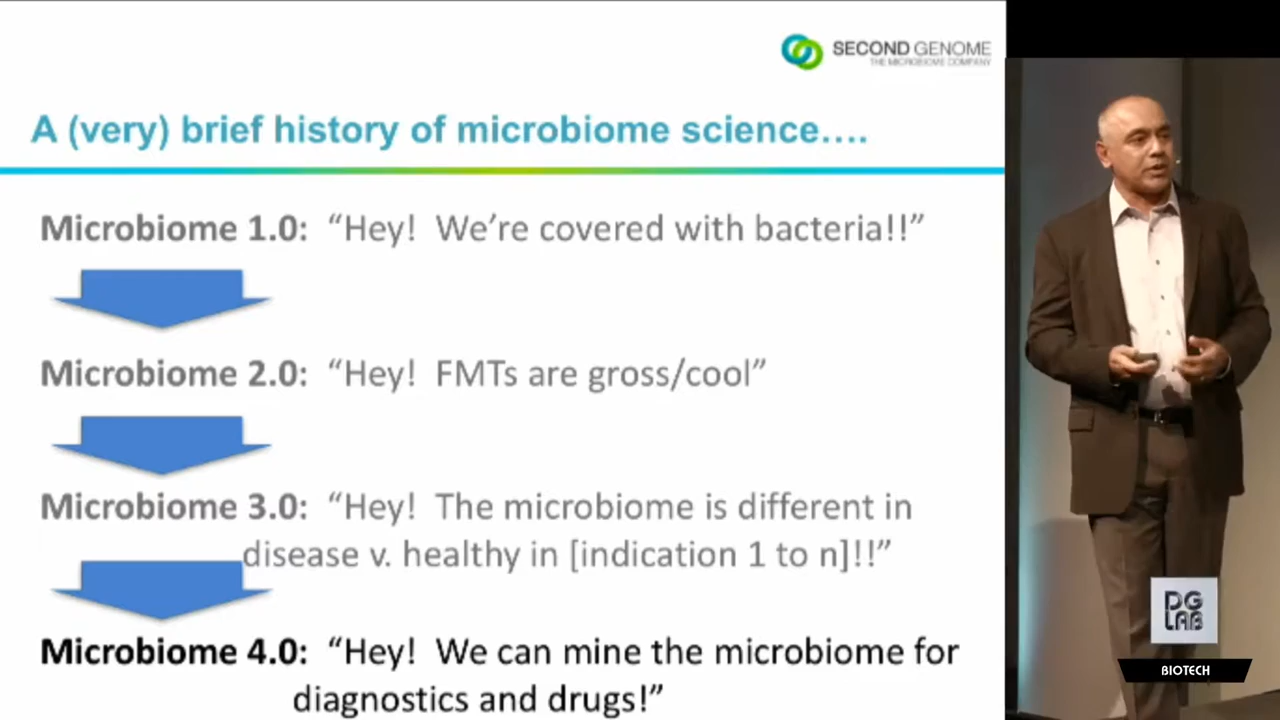 SECOND GENOME
THE MICROBIOME COMPANY
A (very) brief history of microbiome science….
Microbiome 1.0: “Hey! We’re covered with bacteria!!”
Microbiome 2.0: “Hey! FMTs are gross/cool”
Microbiome 3.0: “Hey! The microbiome is different in
disease v. healthy in [indication 1 to n]!!”
Microbiome 4.0: “Hey! We can mine the microbiome for
diagnostics and drugs!”
DG
LAB
BIOTECH